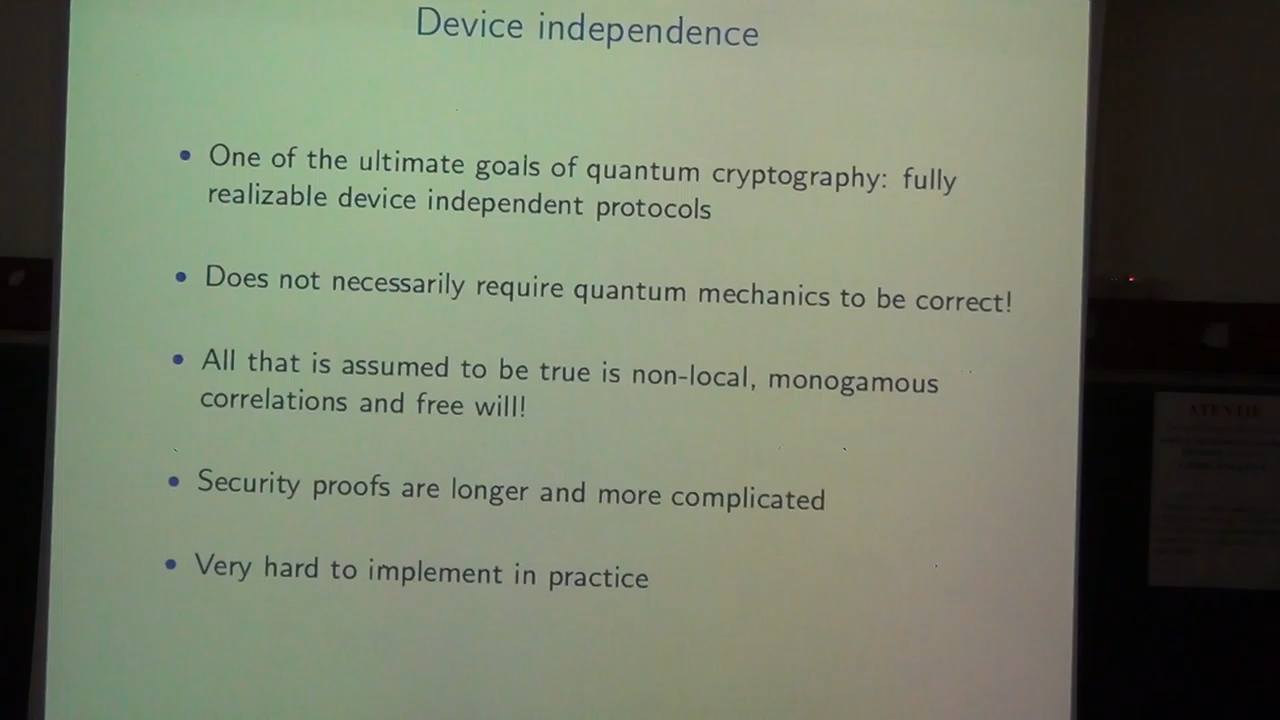 Device independence
• One of the ultimate goals of quantum cryptography: fully
realizable device independent protocols
• Does not necessarily require quantum mechanics to be correct!
• All that is assumed to be true is non-local, monogamous
correlations and free will!
• Security proofs are longer and more complicated
• Very hard to implement in practice